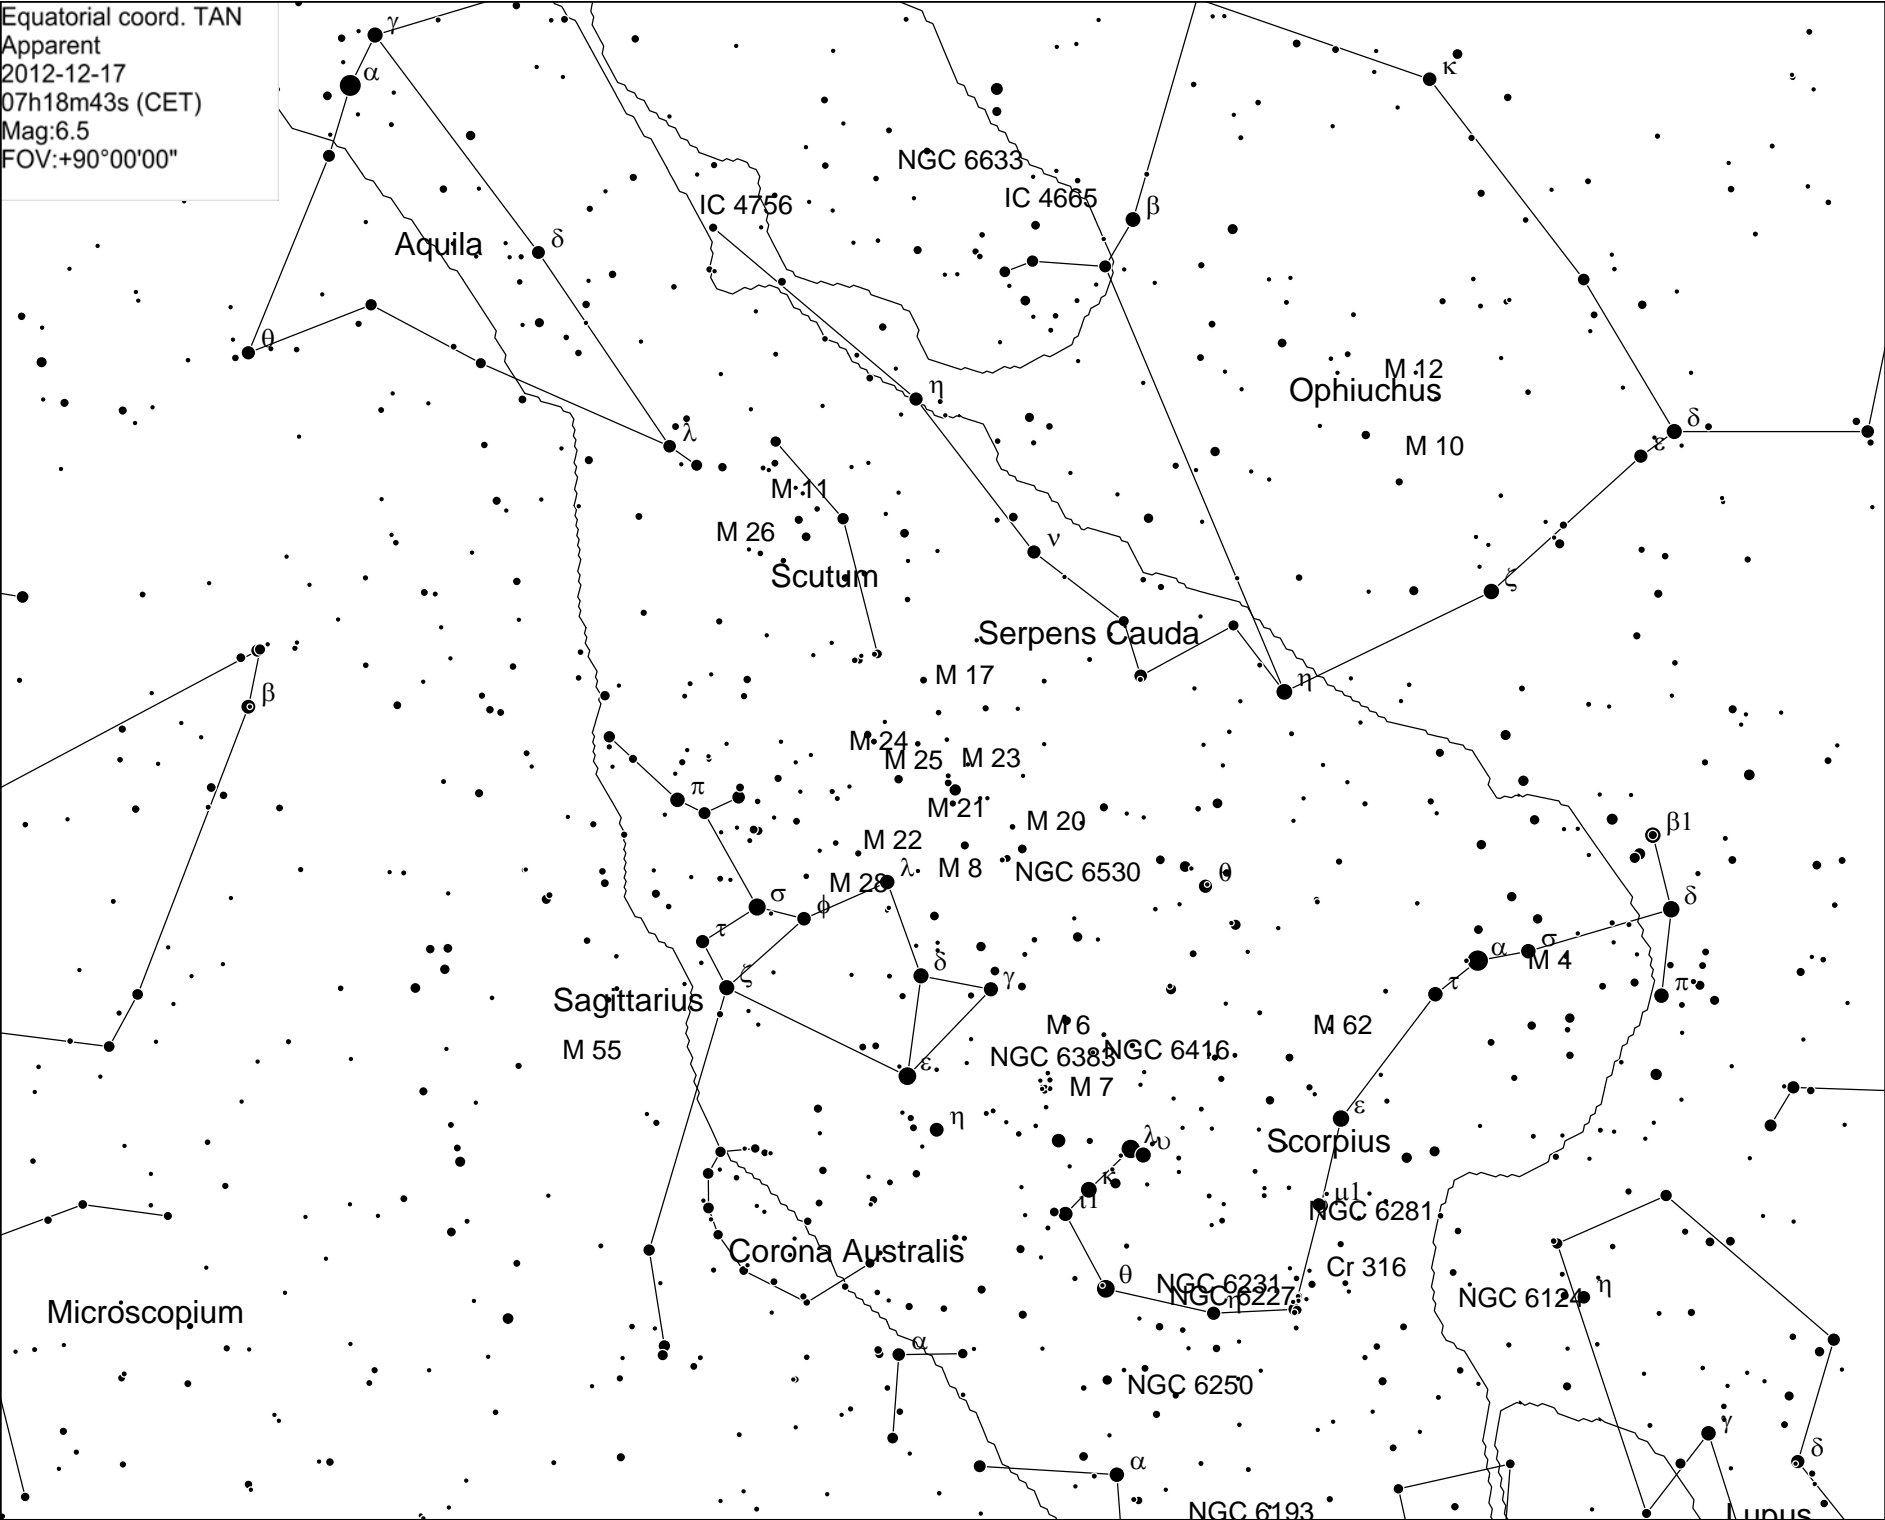 Equatorial coord. TAN
Apparent
2012-12-17
07h18m43s (CET)
Mag:6.5
FOV:+90°00'00"
γ
α
κ
NGC 6633
IC 4756
IC 4665
β
Aquila
δ
θ
M 12
Ophiuchus
η
δ
λ
ε
M 10
M 11
M 26
ν
Scutum
ζ
Serpens Cauda
M 17
η
β
M 24
M 25
M 23
π
M 21
M 20
β1
M 22
M 8
NGC 6530
θ
λ
M 28
σ
φ
δ
τ
α
σ
M 4
δ
ζ
γ
τ
π
Sagittarius
M 6
M 62
M 55
NGC 6383
NGC 6416
ε
M 7
η
ε
λ
υ
Scorpius
κ
ι1
μ1
NGC 6281
Corona Australis
Cr 316
θ
NGC 6231
NGC 6227
η
NGC 6124
η
Microscopium
α
NGC 6250
γ
δ
α
NGC 6193
Lupus